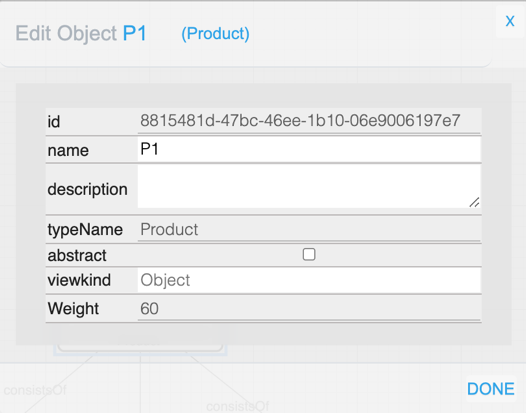 Edit Object P1 (Product) X
id 8815481d-47bc-46ee-1b10-06e9006197e7
name P1
description
typeName Product
abstract
viewkind Object
Weight 60
DONE
consistsOf
consistsOf